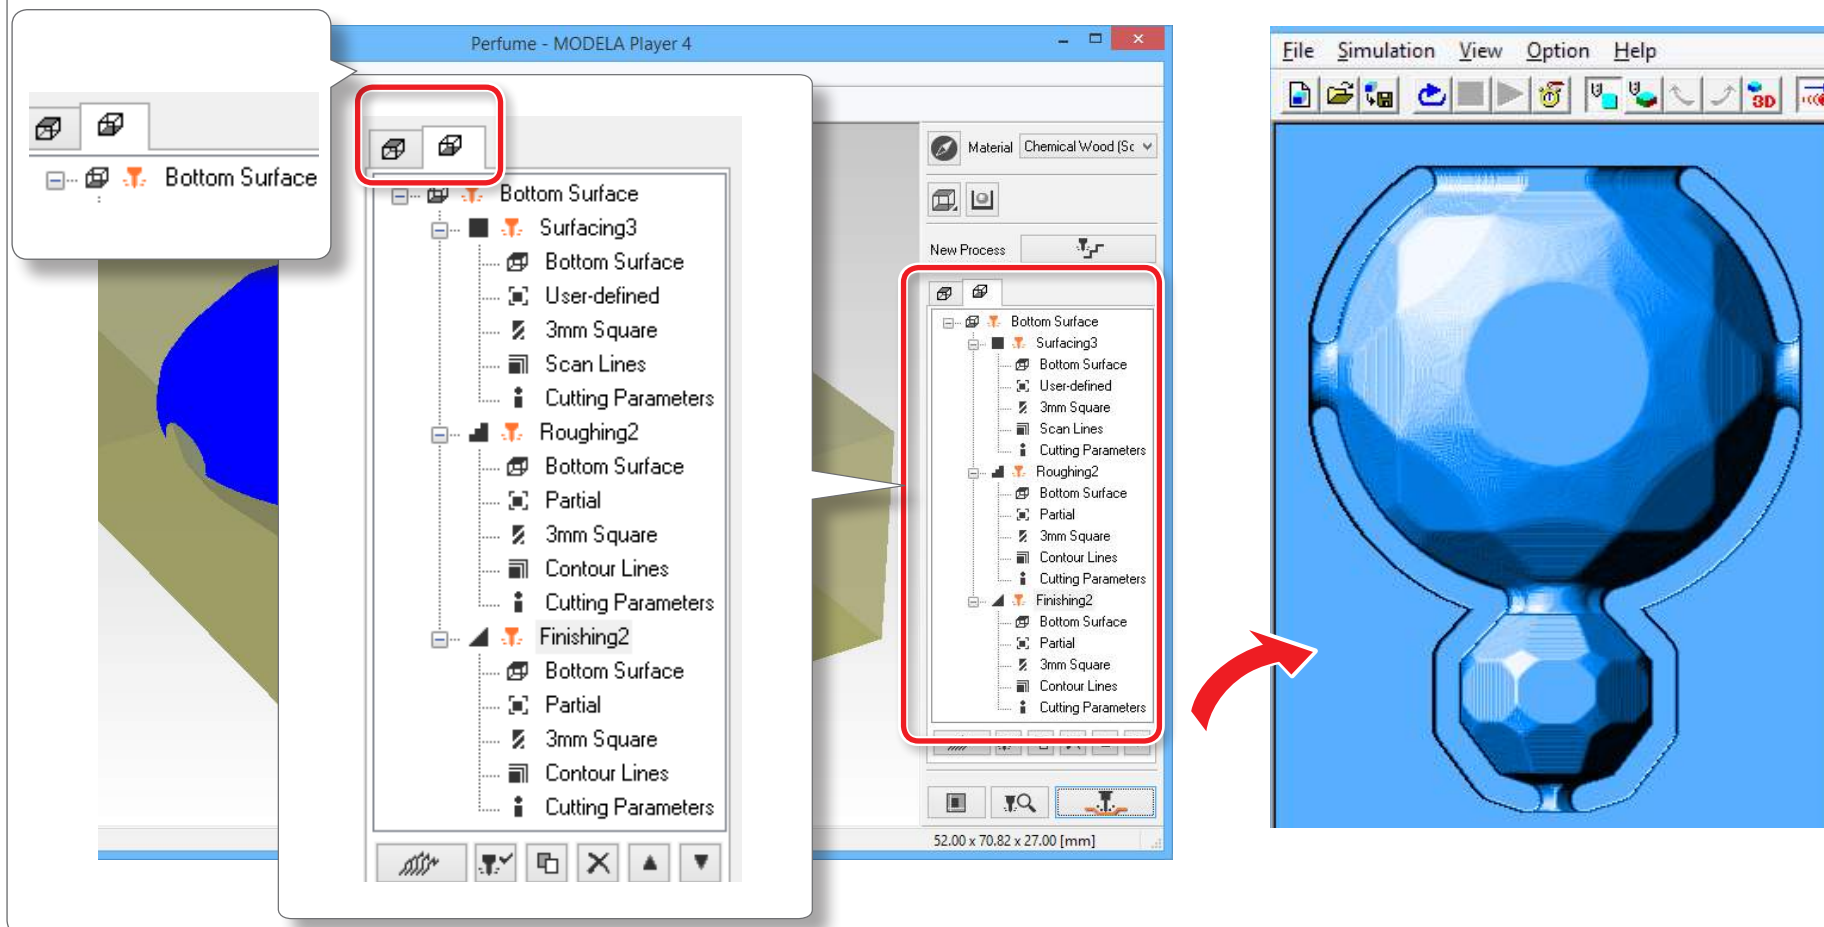 Bottom Surface
Perfume - MODELA Player 4
Bottom Surface
Surfacing3
Bottom Surface
User-defined
3mm Square
Scan Lines
Cutting Parameters
Roughing2
Bottom Surface
Partial
3mm Square
Contour Lines
Cutting Parameters
Finishing2
Bottom Surface
Partial
3mm Square
Contour Lines
Cutting Parameters
Material Chemical Wood (Sc
New Process
Bottom Surface
Surfacing3
Bottom Surface
User-defined
3mm Square
Scan Lines
Cutting Parameters
Roughing2
Bottom Surface
Partial
3mm Square
Contour Lines
Cutting Parameters
Finishing2
Bottom Surface
Partial
3mm Square
Contour Lines
Cutting Parameters
52.00 x 70.82 x 27.00 [mm]
File Simulation View Option Help
3D